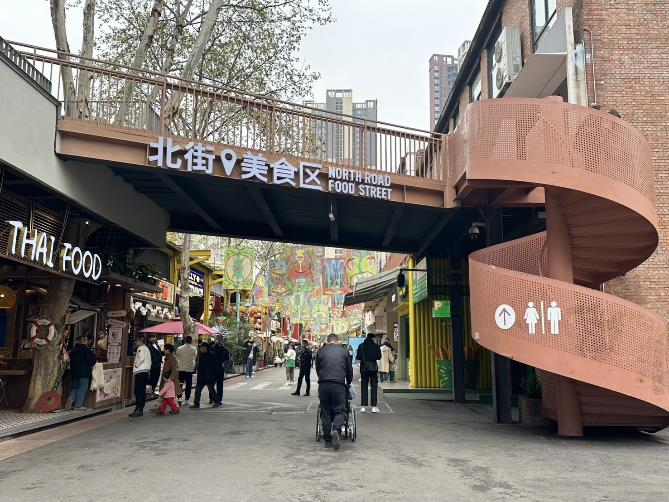 北街 美食区
NORTH ROAD
FOOD STREET
THAI FOOD
P